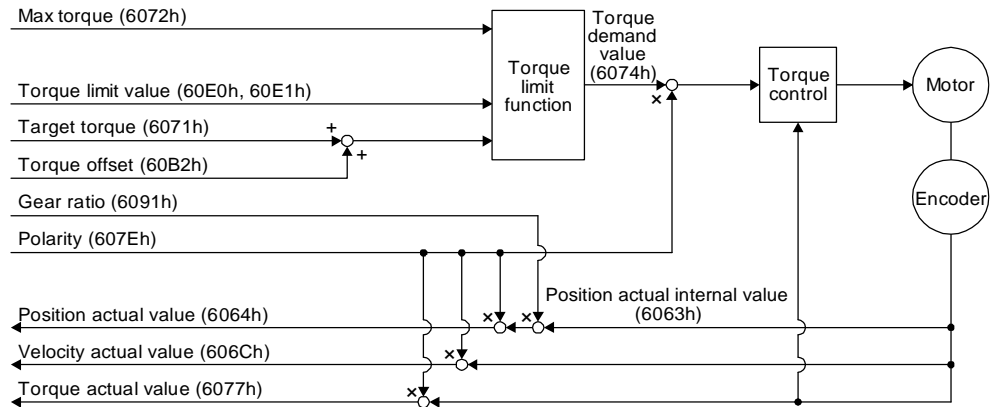 Max torque (6072h)
Torque
demand
value
(6074h)
Torque
limit
function
Torque
control
Motor
Torque limit value (60E0h, 60E1h)
×
Target torque (6071h)
+
+
Torque offset (60B2h)
Encoder
Gear ratio (6091h)
Polarity (607Eh)
Position actual internal value
(6063h)
Position actual value (6064h)
×
×
Velocity actual value (606Ch)
×
Torque actual value (6077h)
×